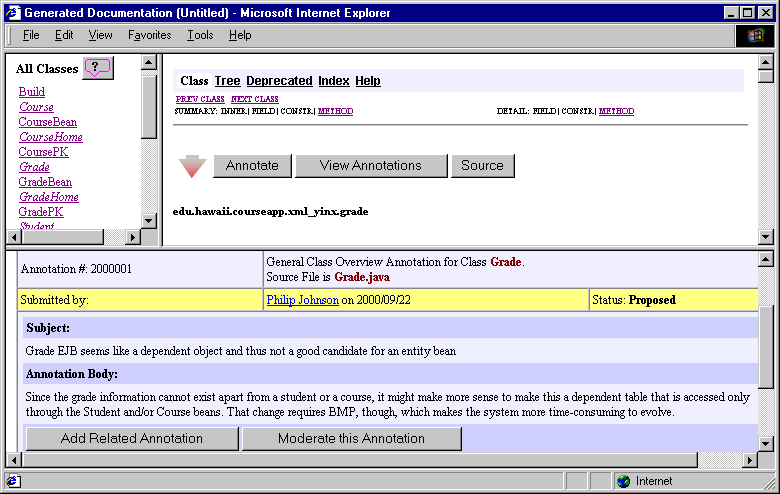 Generated Documentation (Untitled) - Microsoft Internet Explorer
File Edit View Favorites Tools Help
All Classes ?
Build
Course
CourseBean
CourseHome
CoursePK
Grade
GradeBean
GradeHome
GradePK
Student
Class Tree Deprecated Index Help
PREV CLASS NEXT CLASS
SUMMARY: INNER | FIELD | CONSTR | METHOD DETAIL: FIELD | CONSTR | METHOD
Annotate View Annotations Source
edu.hawaii.courseapp.xml_yinx.grade
Annotation #: 2000001
General Class Overview Annotation for Class Grade.
Source File is Grade.java
Submitted by: Philip Johnson on 2000/09/22 Status: Proposed
Subject:
Grade EJB seems like a dependent object and thus not a good candidate for an entity bean
Annotation Body:
Since the grade information cannot exist apart from a student or a course, it might make more sense to make this a dependent table that is accessed only
through the Student and/or Course beans. That change requires BMP, though, which makes the system more time-consuming to evolve.
Add Related Annotation Moderate this Annotation
Internet